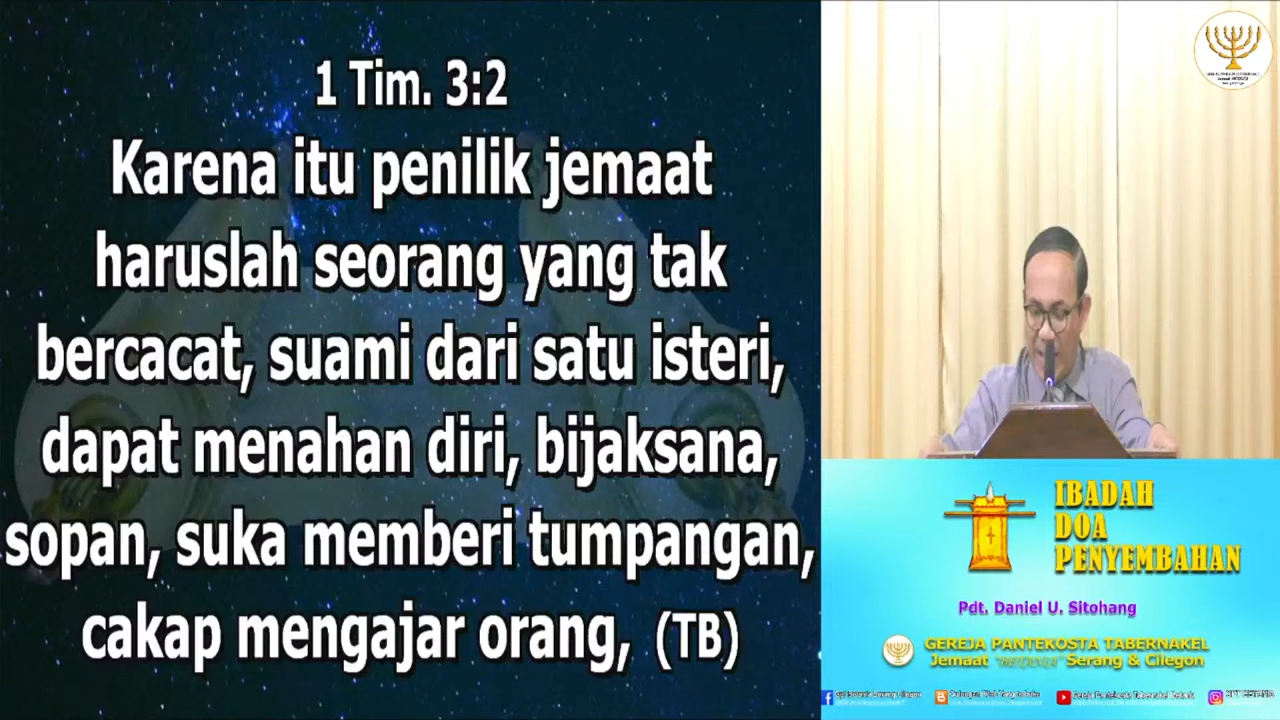 1 Tim. 3:2
Karena itu penilik jemaat
haruslah seorang yang tak
bercacat, suami dari satu isteri,
dapat menahan diri, bijaksana,
sopan, suka memberi tumpangan,
cakap mengajar orang, (TB)
IBADAH
DOA
PENYEMBAHAN
Pdt. Daniel U. Sitohang
GEREJA PANTEKOSTA TABERNAKEL
Jemaat "BETANIA" Serang & Cilegon